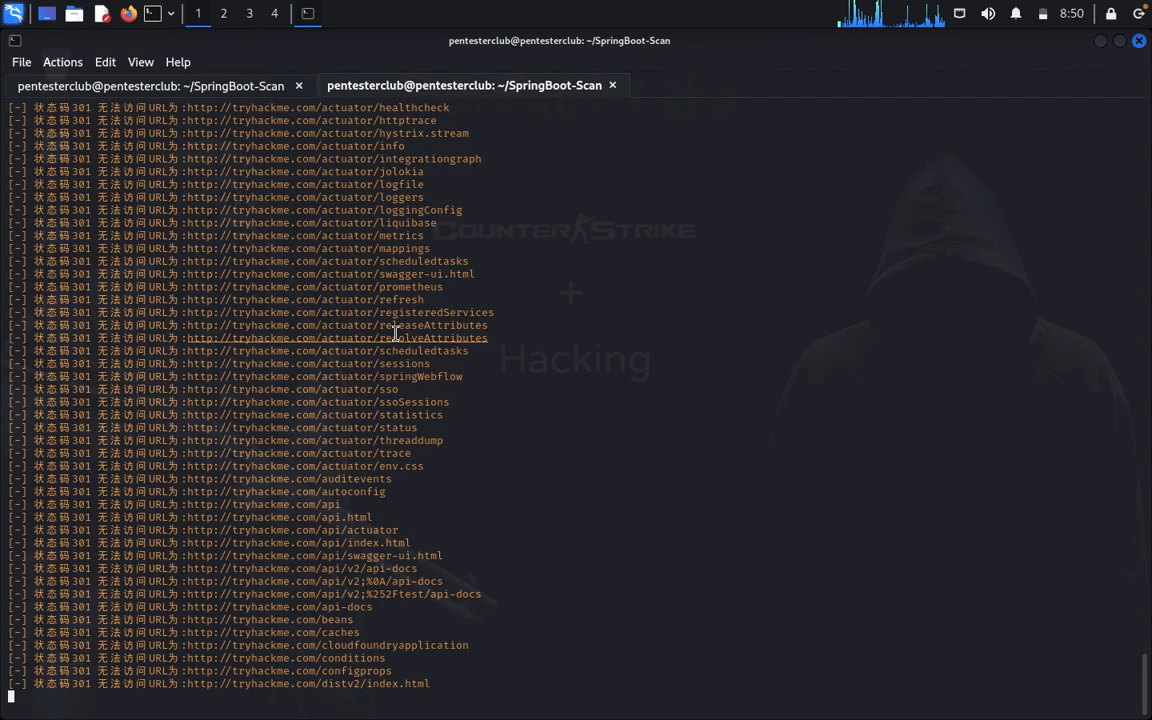 1 2 3 4 8:50
pentesterclub@pentesterclub: ~/SpringBoot-Scan
File Actions Edit View Help
pentesterclub@pentesterclub: ~/SpringBoot-Scan × pentesterclub@pentesterclub: ~/SpringBoot-Scan ×
[-] 状态码301 无法访问URL为:http://tryhackme.com/actuator/healthcheck
[-] 状态码301 无法访问URL为:http://tryhackme.com/actuator/httptrace
[-] 状态码301 无法访问URL为:http://tryhackme.com/actuator/hystrix.stream
[-] 状态码301 无法访问URL为:http://tryhackme.com/actuator/info
[-] 状态码301 无法访问URL为:http://tryhackme.com/actuator/integrationgraph
[-] 状态码301 无法访问URL为:http://tryhackme.com/actuator/jolokia
[-] 状态码301 无法访问URL为:http://tryhackme.com/actuator/logfile
[-] 状态码301 无法访问URL为:http://tryhackme.com/actuator/loggers
[-] 状态码301 无法访问URL为:http://tryhackme.com/actuator/loggingConfig
[-] 状态码301 无法访问URL为:http://tryhackme.com/actuator/liquibase
[-] 状态码301 无法访问URL为:http://tryhackme.com/actuator/metrics
[-] 状态码301 无法访问URL为:http://tryhackme.com/actuator/mappings
[-] 状态码301 无法访问URL为:http://tryhackme.com/actuator/scheduledtasks
[-] 状态码301 无法访问URL为:http://tryhackme.com/actuator/swagger-ui.html
[-] 状态码301 无法访问URL为:http://tryhackme.com/actuator/prometheus
[-] 状态码301 无法访问URL为:http://tryhackme.com/actuator/refresh
[-] 状态码301 无法访问URL为:http://tryhackme.com/actuator/registeredServices
[-] 状态码301 无法访问URL为:http://tryhackme.com/actuator/releaseAttributes
[-] 状态码301 无法访问URL为:http://tryhackme.com/actuator/resolveAttributes
[-] 状态码301 无法访问URL为:http://tryhackme.com/actuator/scheduledtasks
[-] 状态码301 无法访问URL为:http://tryhackme.com/actuator/sessions
[-] 状态码301 无法访问URL为:http://tryhackme.com/actuator/springWebflow
[-] 状态码301 无法访问URL为:http://tryhackme.com/actuator/sso
[-] 状态码301 无法访问URL为:http://tryhackme.com/actuator/ssoSessions
[-] 状态码301 无法访问URL为:http://tryhackme.com/actuator/statistics
[-] 状态码301 无法访问URL为:http://tryhackme.com/actuator/status
[-] 状态码301 无法访问URL为:http://tryhackme.com/actuator/threaddump
[-] 状态码301 无法访问URL为:http://tryhackme.com/actuator/trace
[-] 状态码301 无法访问URL为:http://tryhackme.com/actuator/env.css
[-] 状态码301 无法访问URL为:http://tryhackme.com/auditevents
[-] 状态码301 无法访问URL为:http://tryhackme.com/autoconfig
[-] 状态码301 无法访问URL为:http://tryhackme.com/api
[-] 状态码301 无法访问URL为:http://tryhackme.com/api.html
[-] 状态码301 无法访问URL为:http://tryhackme.com/api/actuator
[-] 状态码301 无法访问URL为:http://tryhackme.com/api/index.html
[-] 状态码301 无法访问URL为:http://tryhackme.com/api/swagger-ui.html
[-] 状态码301 无法访问URL为:http://tryhackme.com/api/v2/api-docs
[-] 状态码301 无法访问URL为:http://tryhackme.com/api/v2;%0A/api-docs
[-] 状态码301 无法访问URL为:http://tryhackme.com/api/v2;%252Ftest/api-docs
[-] 状态码301 无法访问URL为:http://tryhackme.com/api-docs
[-] 状态码301 无法访问URL为:http://tryhackme.com/beans
[-] 状态码301 无法访问URL为:http://tryhackme.com/caches
[-] 状态码301 无法访问URL为:http://tryhackme.com/cloudfoundryapplication
[-] 状态码301 无法访问URL为:http://tryhackme.com/conditions
[-] 状态码301 无法访问URL为:http://tryhackme.com/configprops
[-] 状态码301 无法访问URL为:http://tryhackme.com/distv2/index.html
COUNTER STRIKE
+
Hacking